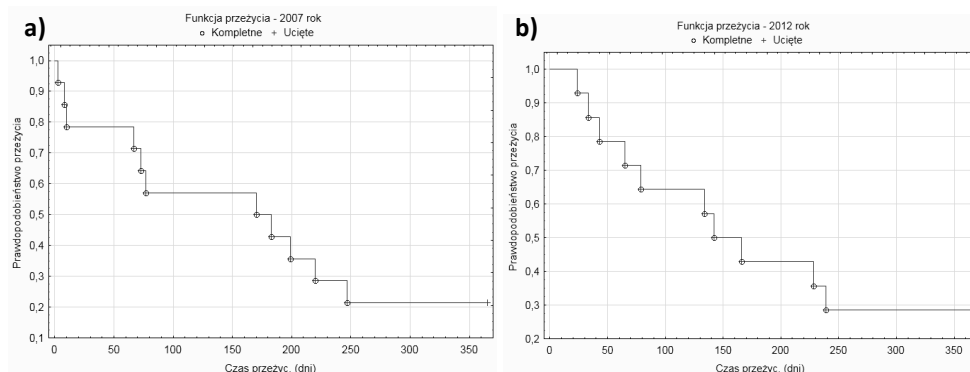 a)
Funkcja przeżycia - 2007 rok
o Kompletne + Ucięte
Prawdopodobieństwo przeżycia
1,0
0,9
0,8
0,7
0,6
0,5
0,4
0,3
0,2
0,1
0 50 100 150 200 250 300 350
Czas przeżyc. (dni)
b)
Funkcja przeżycia - 2012 rok
o Kompletne + Ucięte
Prawdopodobieństwo przeżycia
1,0
0,9
0,8
0,7
0,6
0,5
0,4
0,3
0,2
0 50 100 150 200 250 300 350
Czas przeżyc. (dni)